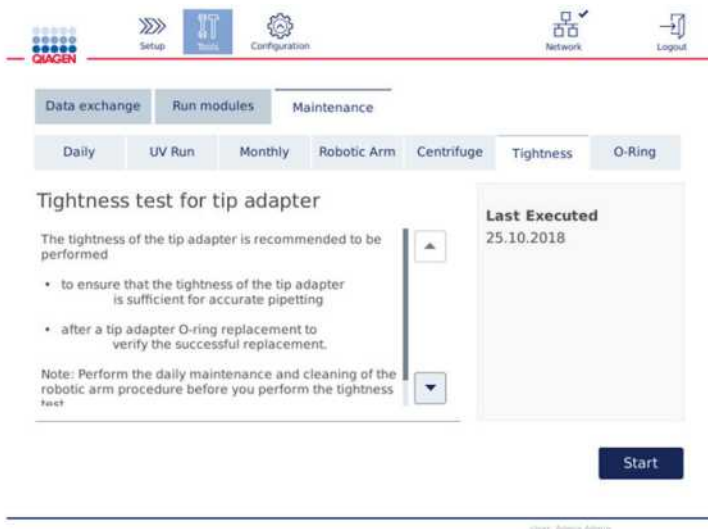 QIAGEN
Setup
Tools
Configuration
Network
Logout
Data exchange Run modules Maintenance
Daily UV Run Monthly Robotic Arm Centrifuge Tightness O-Ring
Tightness test for tip adapter
The tightness of the tip adapter is recommended to be
performed
• to ensure that the tightness of the tip adapter
is sufficient for accurate pipetting
• after a tip adapter O-ring replacement to
verify the successful replacement.
Note: Perform the daily maintenance and cleaning of the
robotic arm procedure before you perform the tightness
test
Last Executed
25.10.2018
Start